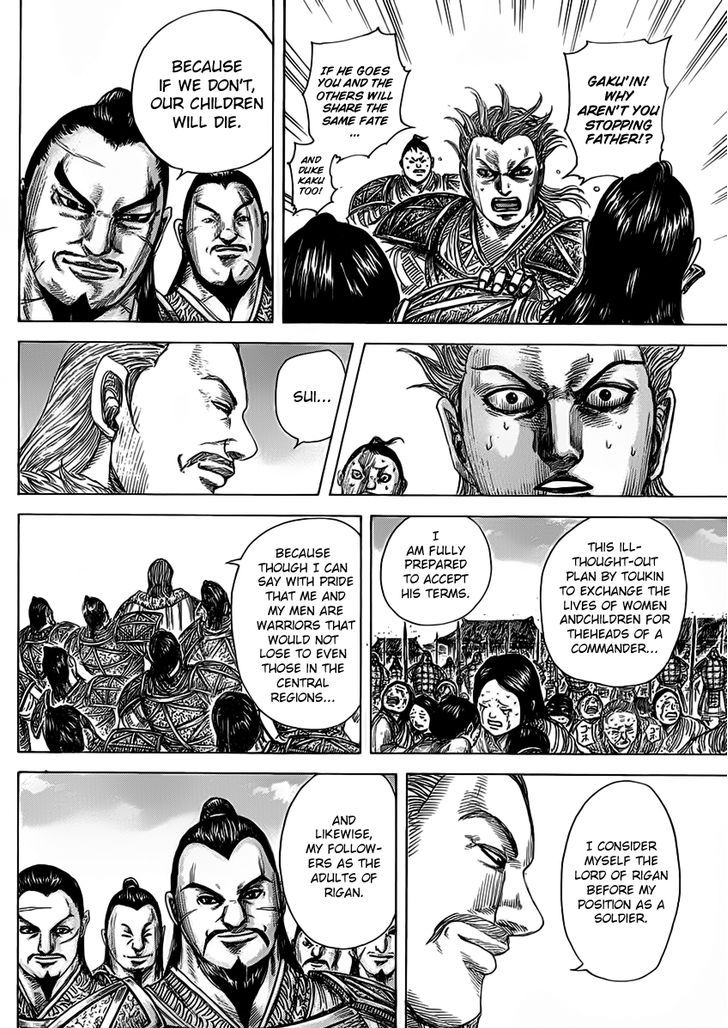 GAKU'IN!
WHY
AREN'T YOU
STOPPING
FATHER!?
IF HE GOES
YOU AND THE
OTHERS WILL
SHARE THE
SAME FATE
...
AND
DUKE
KAKU
TOO!
BECAUSE
IF WE DON'T,
OUR CHILDREN
WILL DIE.
SUI...
THIS ILL-
THOUGHT-OUT
PLAN BY TOUKIN
TO EXCHANGE
THE LIVES OF WOMEN
ANDCHILDREN FOR
THEHEADS OF A
COMMANDER...
I
AM FULLY
PREPARED
TO ACCEPT
HIS TERMS.
BECAUSE
THOUGH I CAN
SAY WITH PRIDE
THAT ME AND
MY MEN ARE
WARRIORS THAT
WOULD NOT
LOSE TO EVEN
THOSE IN THE
CENTRAL
REGIONS...
I CONSIDER
MYSELF THE
LORD OF RIGAN
BEFORE MY
POSITION AS A
SOLDIER.
AND
LIKEWISE,
MY FOLLOW-
ERS AS THE
ADULTS OF
RIGAN.